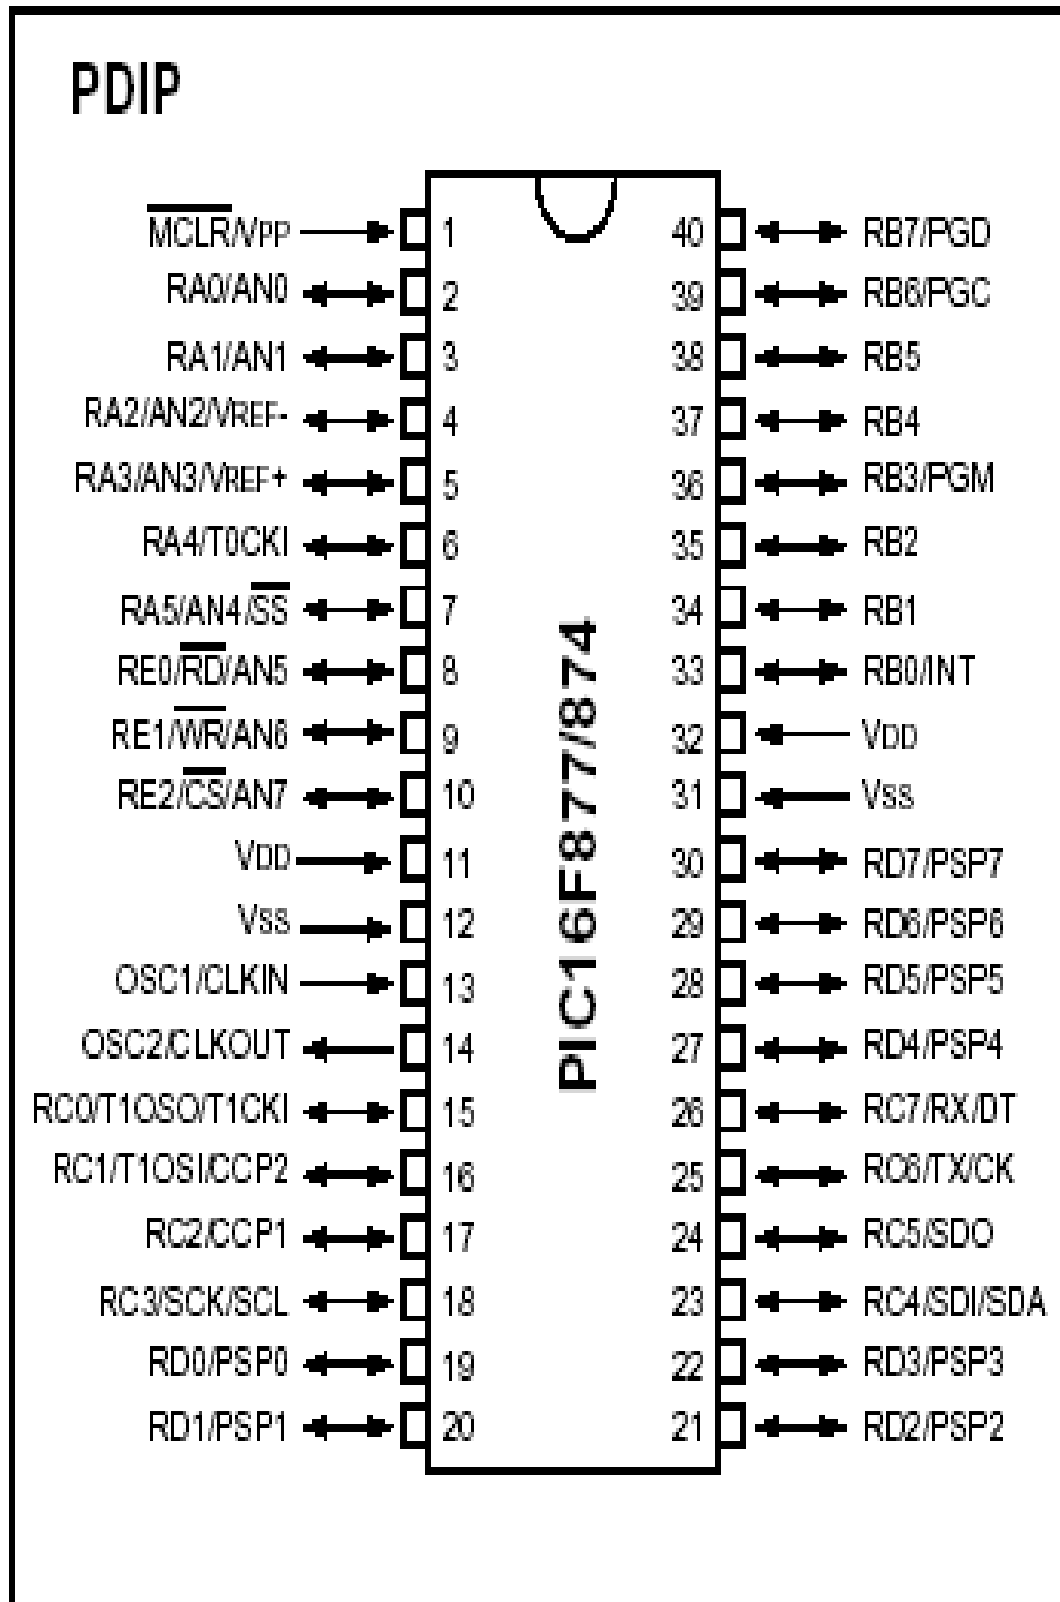 PDIP
MCLR/VPP 1 40 RB7/PGD
RA0/AN0 2 39 RB6/PGC
RA1/AN1 3 38 RB5
RA2/AN2/VREF- 4 37 RB4
RA3/AN3/VREF+ 5 36 RB3/PGM
RA4/T0CKI 6 35 RB2
RA5/AN4/SS 7 34 RB1
RE0/RD/AN5 8 33 RB0/INT
RE1/WR/AN6 9 32 VDD
RE2/CS/AN7 10 31 VSS
VDD 11 30 RD7/PSP7
VSS 12 29 RD6/PSP6
OSC1/CLKIN 13 28 RD5/PSP5
OSC2/CLKOUT 14 27 RD4/PSP4
RC0/T1OSO/T1CKI 15 26 RC7/RX/DT
RC1/T1OSI/CCP2 16 25 RC6/TX/CK
RC2/CCP1 17 24 RC5/SDO
RC3/SCK/SCL 18 23 RC4/SDI/SDA
RD0/PSP0 19 22 RD3/PSP3
RD1/PSP1 20 21 RD2/PSP2
PIC16F877/874